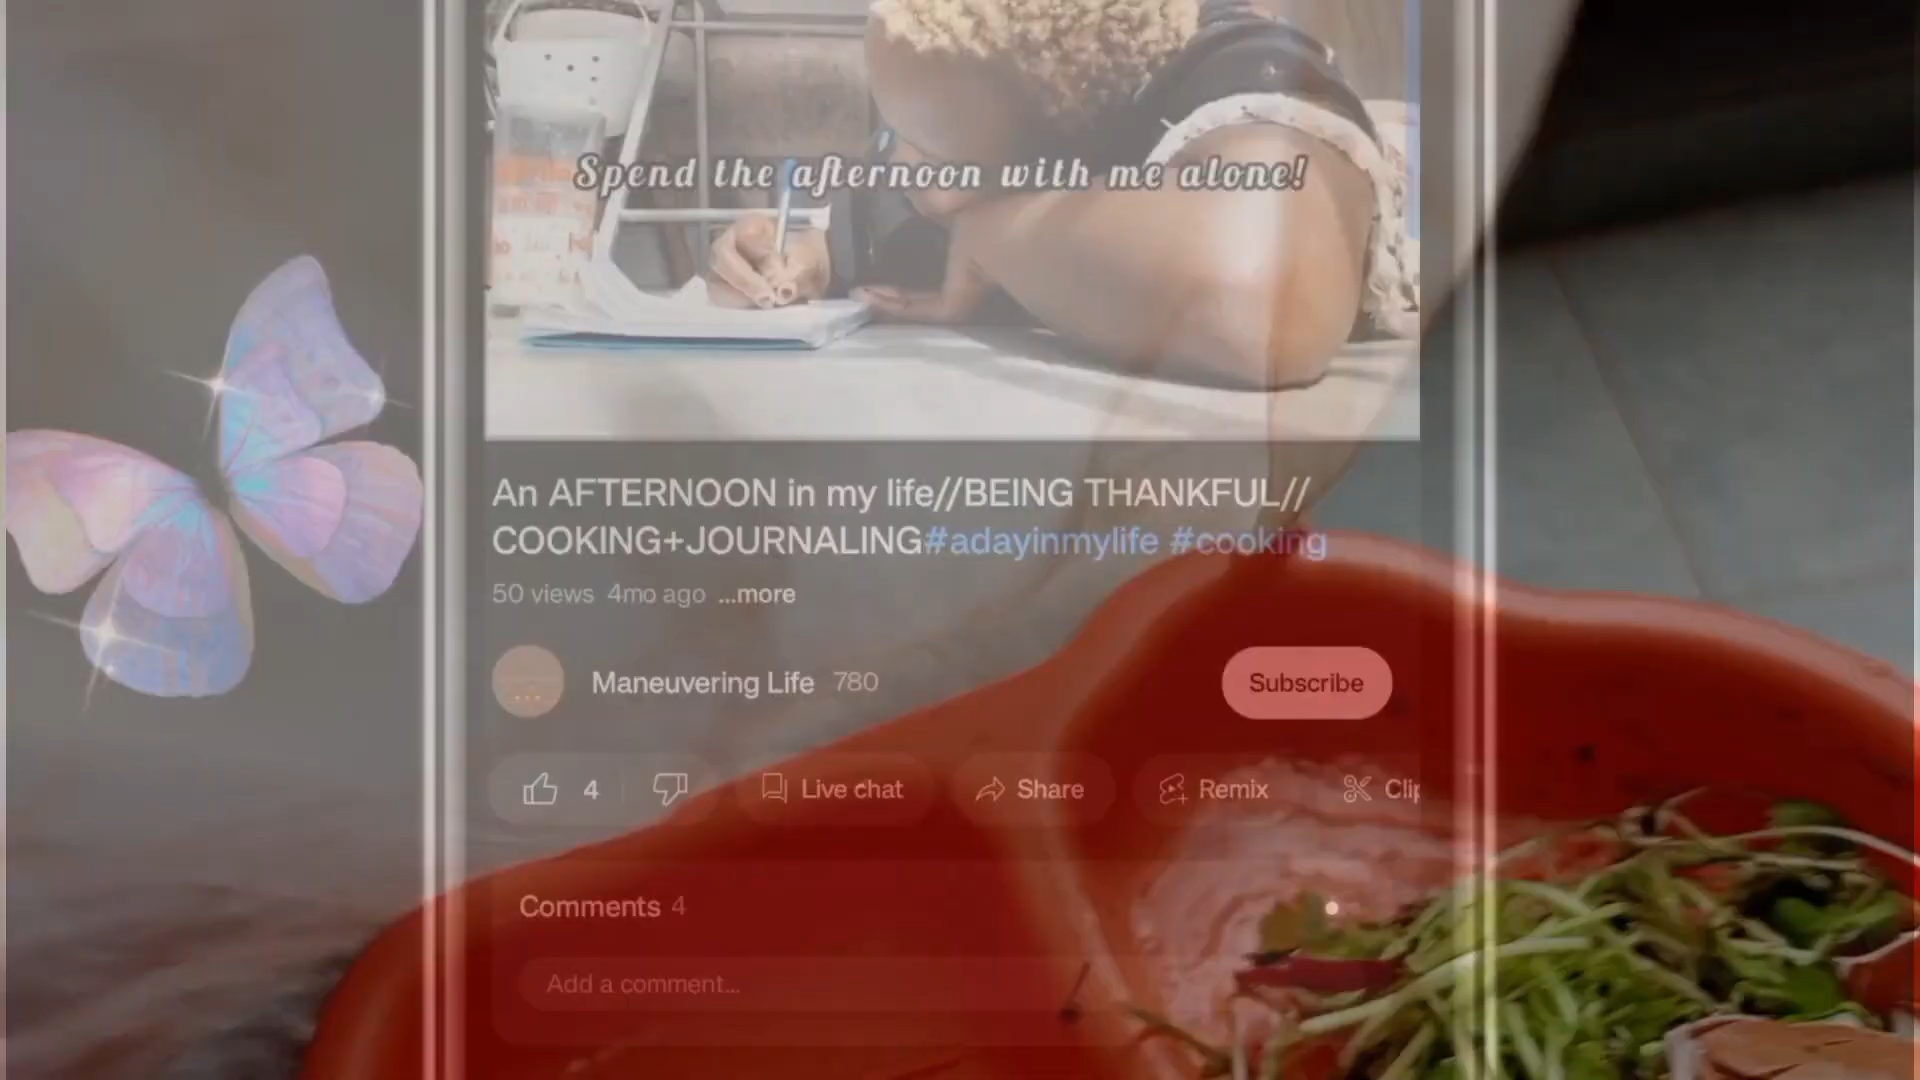 Spend the afternoon with me alone!
An AFTERNOON in my life//BEING THANKFUL//
COOKING+JOURNALING#adayinmylife #cooking
50 views 4mo ago ...more
Maneuvering Life 780
Subscribe
4
Live chat
Share
Remix
Clip
Comments 4
Add a comment...